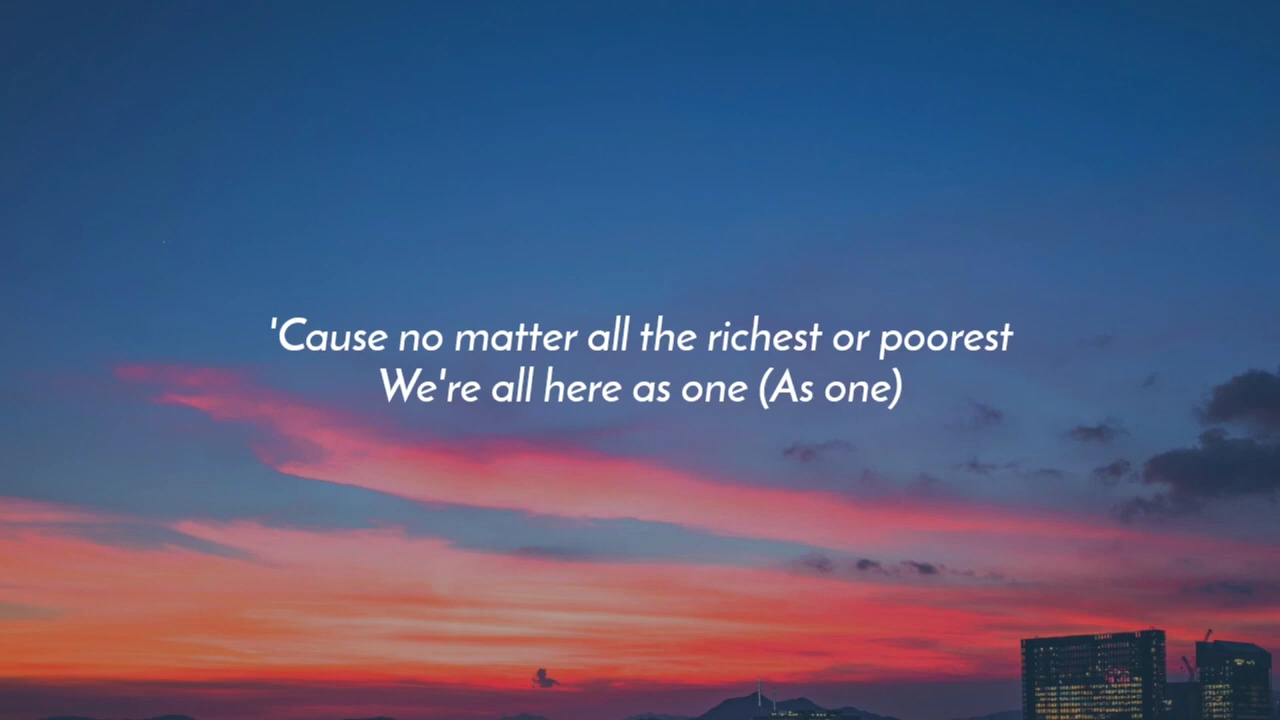 'Cause no matter all the richest or poorest
We're all here as one (As one)